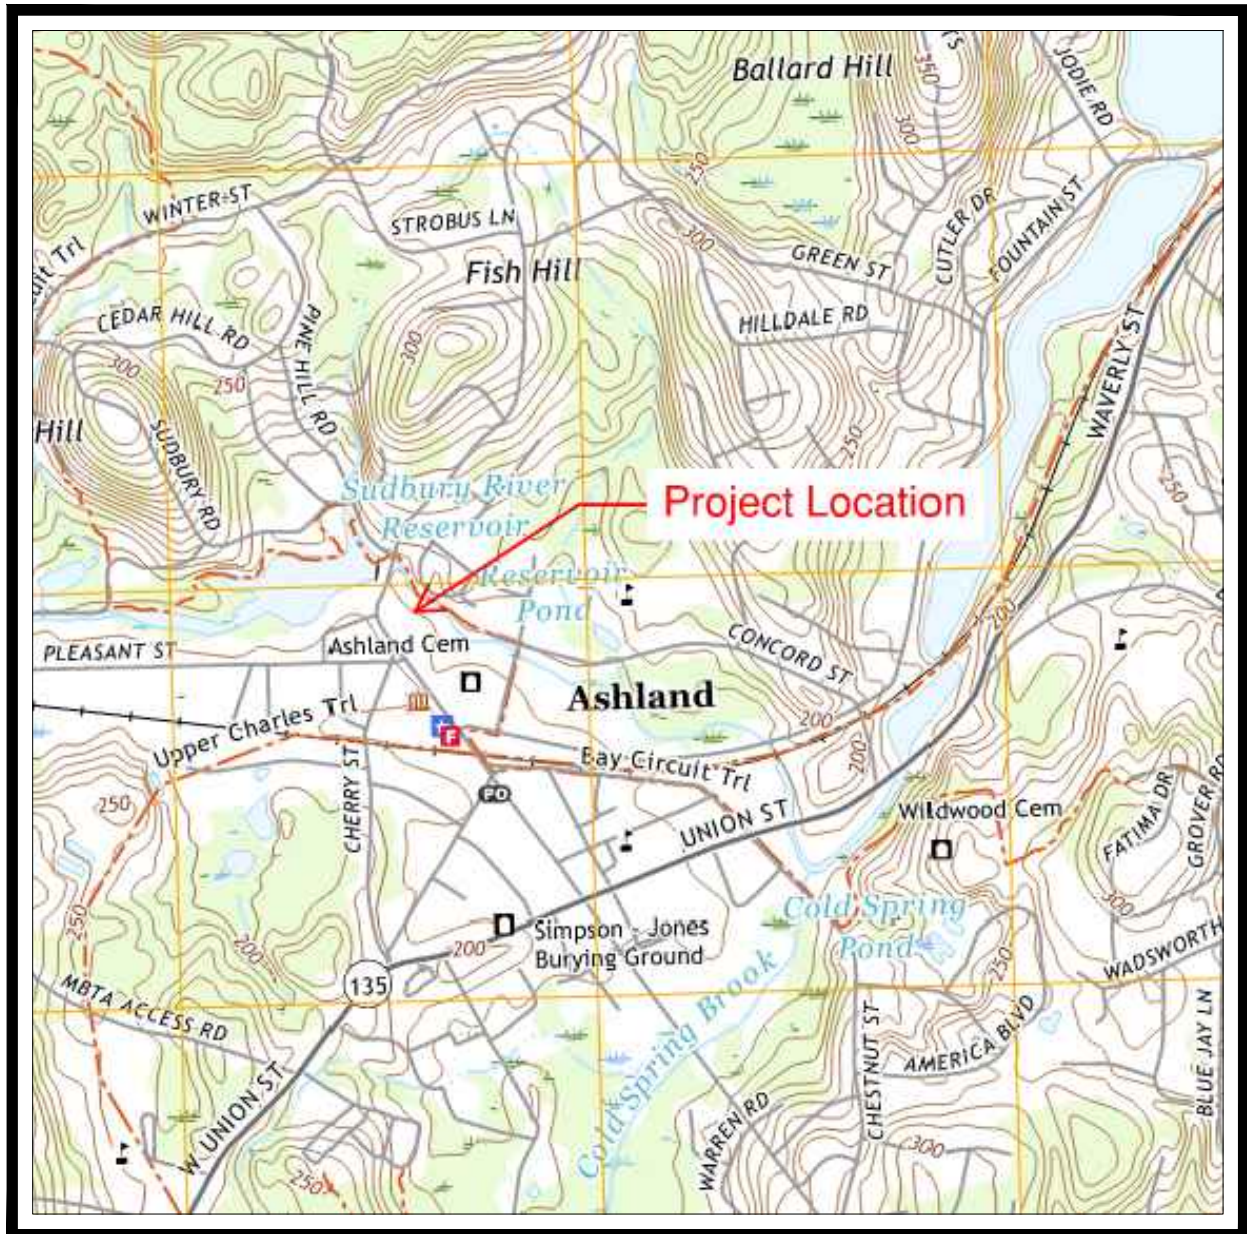 Ballard Hill
350
JODIE RD
300
250
WINTER ST
STROBUS LN
CUTLER DR
FOUNTAIN ST
300
GREEN ST
uit Trl
Fish Hill
CEDAR HILL RD
PINE HILL RD
HILLDALE RD
300
300
250
WAVERLY ST
Hill
SUDBURY RD
250
250
Sudbury River
Reservoir
Project Location
Reservoir
Pond
200
Ashland Cem
PLEASANT ST
CONCORD ST
Ashland
Upper Charles Trl
200
F
Bay Circuit Trl
200
PO
250
CHERRY ST
UNION ST
Wildwood Cem
FATIMA DR
GROVER RD
250
300
Cold Spring
Pond
Simpson - Jones
Burying Ground
200
200
250
WADSWORTH
135
MBTA ACCESS RD
Cold Spring Brook
CHESTNUT ST
AMERICA BLVD
BLUE JAY LN
W UNION ST
WARREN RD
300
250